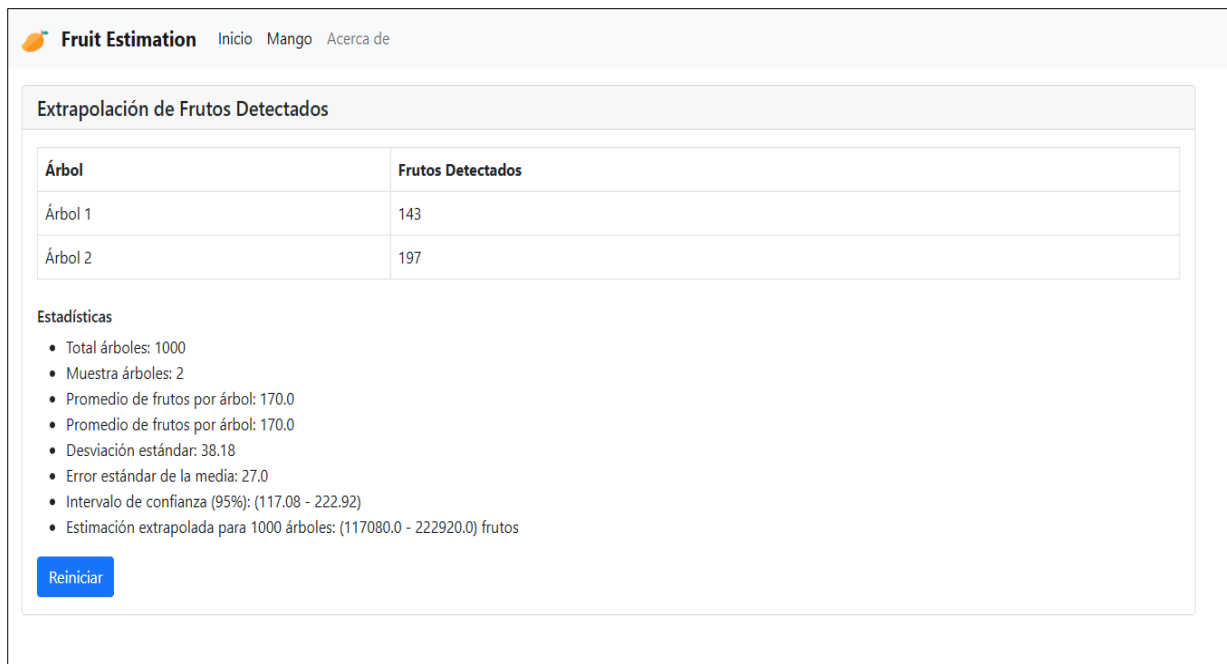 Fruit Estimation Inicio Mango Acerca de
Extrapolación de Frutos Detectados
Árbol Frutos Detectados
Árbol 1 143
Árbol 2 197
Estadísticas
• Total árboles: 1000
• Muestra árboles: 2
• Promedio de frutos por árbol: 170.0
• Promedio de frutos por árbol: 170.0
• Desviación estándar: 38.18
• Error estándar de la media: 27.0
• Intervalo de confianza (95%): (117.08 - 222.92)
• Estimación extrapolada para 1000 árboles: (117080.0 - 222920.0) frutos
Reiniciar